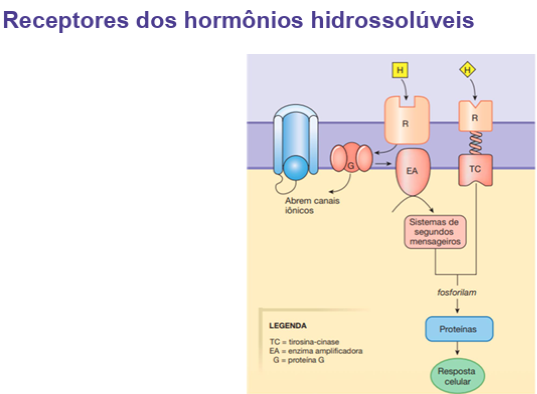 Receptores dos hormônios hidrossolúveis
H
H
R
R
G
EA
TC
Abrem canais
iônicos
Sistemas de
segundos
mensageiros
fosforilam
LEGENDA
TC = tirosina-cinase
EA = enzima amplificadora
G = proteína G
Proteínas
Resposta
celular